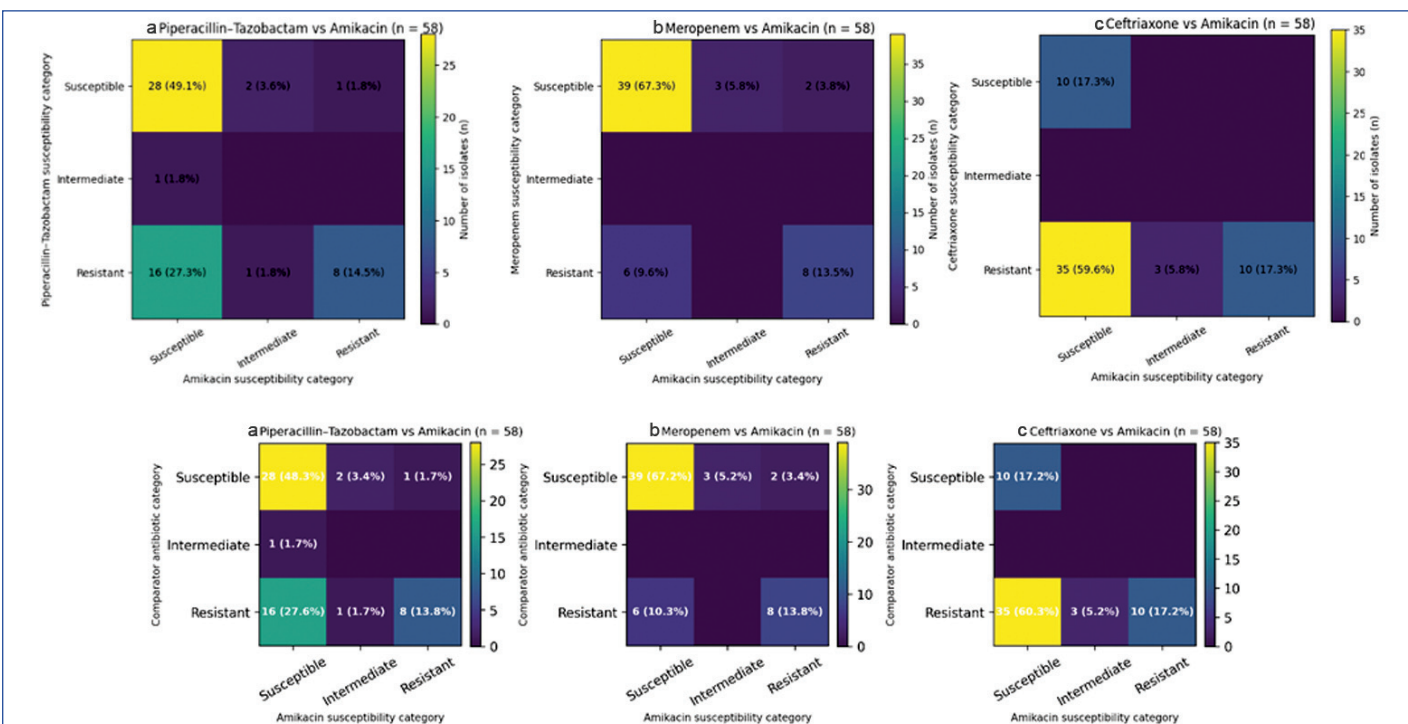 a Piperacillin–Tazobactam vs Amikacin (n = 58)
Piperacillin–Tazobactam susceptibility category
Susceptible
28 (49.1%) 2 (3.6%) 1 (1.8%)
Intermediate
1 (1.8%)
Resistant
16 (27.3%) 1 (1.8%) 8 (14.5%)
Susceptible Intermediate Resistant
Amikacin susceptibility category
25
20
15
10
5
0
Number of isolates (n)
b Meropenem vs Amikacin (n = 58)
Meropenem susceptibility category
Susceptible
39 (67.3%) 3 (5.8%) 2 (3.8%)
Intermediate
Resistant
6 (9.6%) 8 (13.5%)
Susceptible Intermediate Resistant
Amikacin susceptibility category
35
30
25
20
15
10
5
0
Number of isolates (n)
c Ceftriaxone vs Amikacin (n = 58)
Ceftriaxone susceptibility category
Susceptible
10 (17.3%)
Intermediate
Resistant
35 (59.6%) 3 (5.8%) 10 (17.3%)
Susceptible Intermediate Resistant
Amikacin susceptibility category
35
30
25
20
15
10
5
0
Number of isolates (n)
a Piperacillin–Tazobactam vs Amikacin (n = 58)
Comparator antibiotic category
Susceptible
28 (48.3%) 2 (3.4%) 1 (1.7%)
Intermediate
1 (1.7%)
Resistant
16 (27.6%) 1 (1.7%) 8 (13.8%)
Susceptible Intermediate Resistant
Amikacin susceptibility category
25
20
15
10
5
0
b Meropenem vs Amikacin (n = 58)
Comparator antibiotic category
Susceptible
39 (67.2%) 3 (5.2%) 2 (3.4%)
Intermediate
Resistant
6 (10.3%) 8 (13.8%)
Susceptible Intermediate Resistant
Amikacin susceptibility category
30
20
10
0
c Ceftriaxone vs Amikacin (n = 58)
Comparator antibiotic category
Susceptible
10 (17.2%)
Intermediate
Resistant
35 (60.3%) 3 (5.2%) 10 (17.2%)
Susceptible Intermediate Resistant
Amikacin susceptibility category
35
30
25
20
15
10
5
0